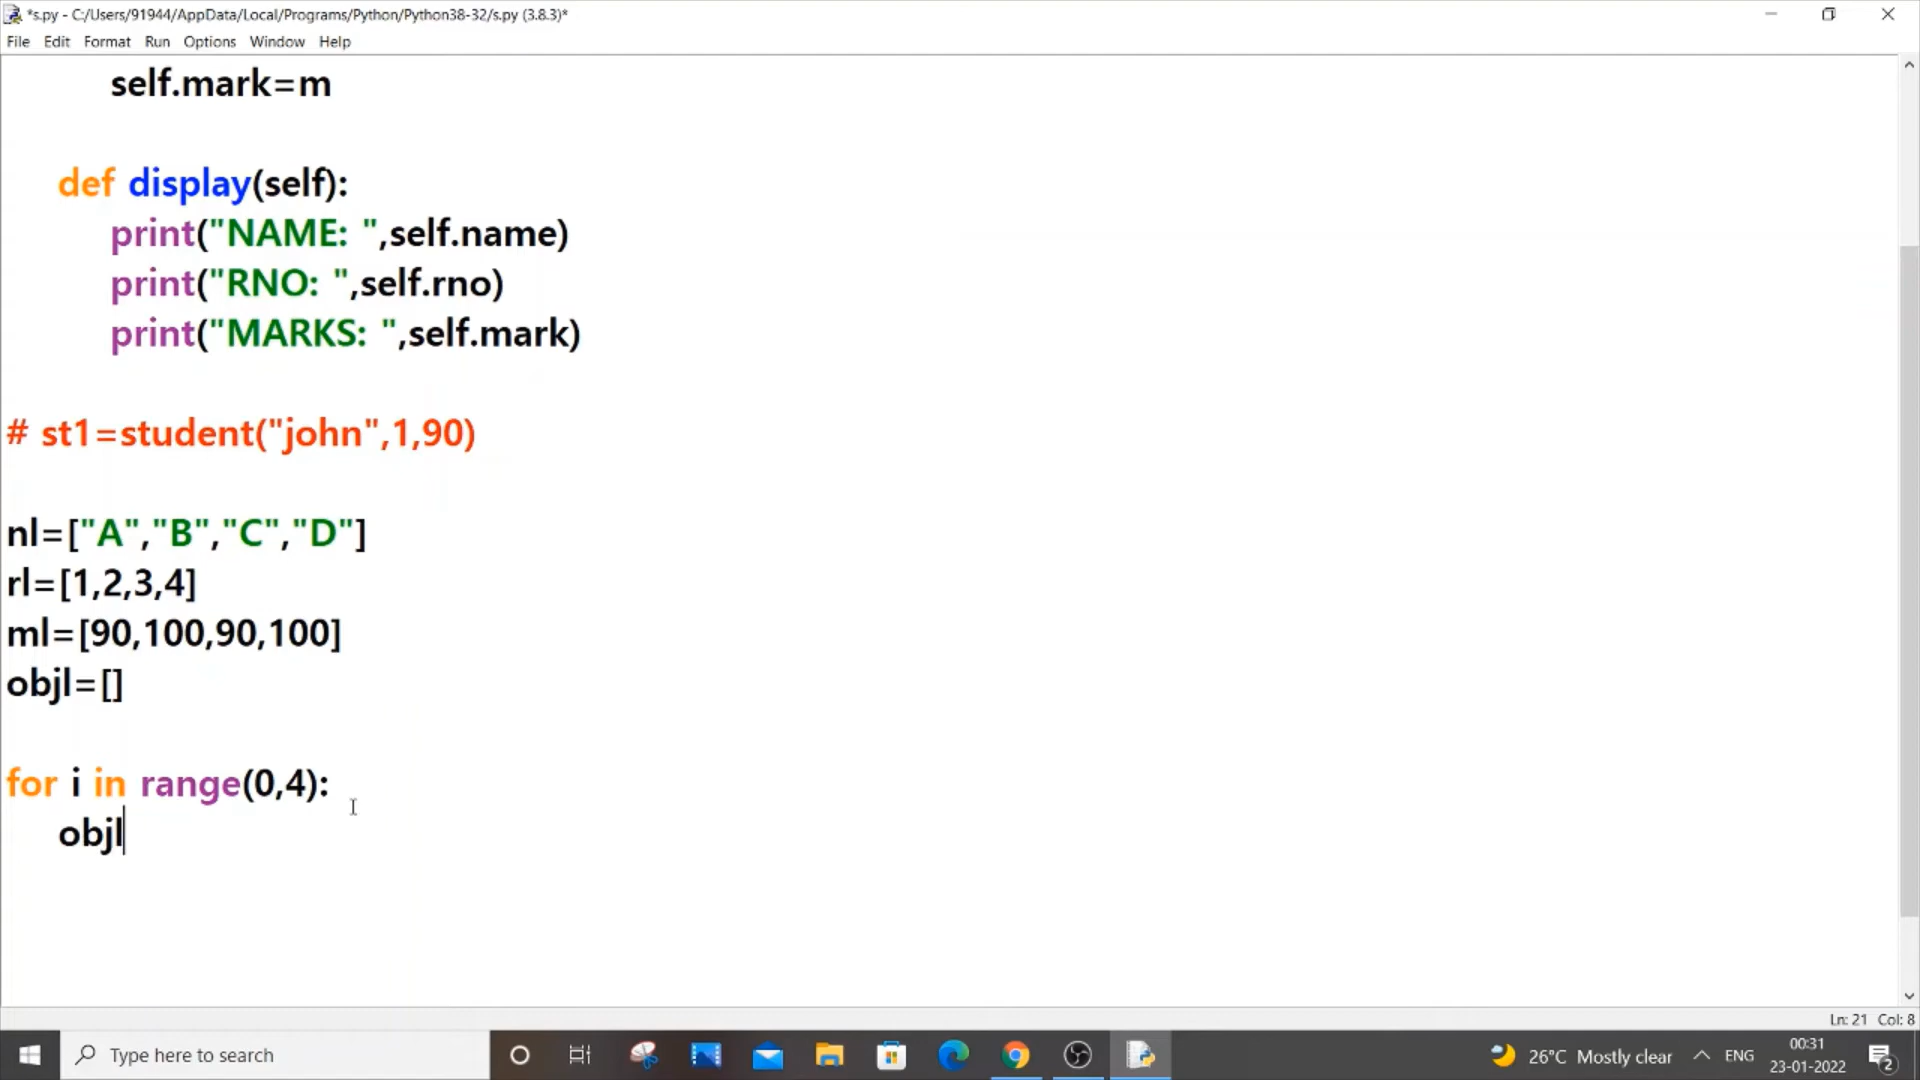 *s.py - C:/Users/91944/AppData/Local/Programs/Python/Python38-32/s.py (3.8.3)*
File Edit Format Run Options Window Help
self.mark=m
def display(self):
print("NAME: ",self.name)
print("RNO: ",self.rno)
print("MARKS: ",self.mark)
# st1=student("john",1,90)
nl=["A","B","C","D"]
rl=[1,2,3,4]
ml=[90,100,90,100]
objl=[]
for i in range(0,4):
objl
Ln: 21 Col: 8
Type here to search
26°C Mostly clear
ENG
00:31
23-01-2022
2